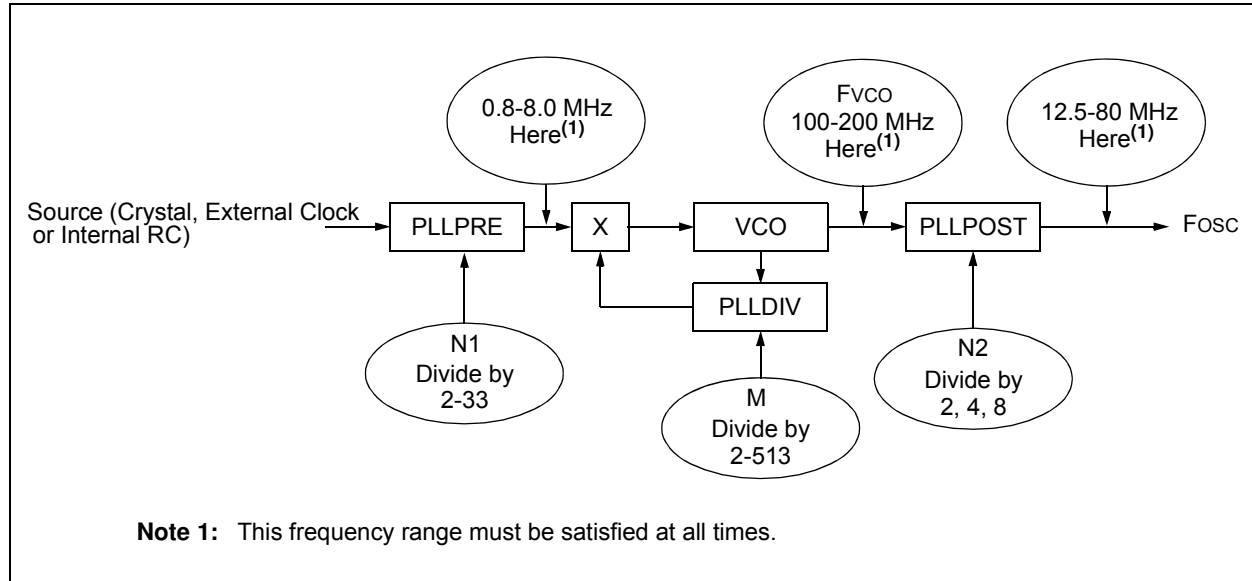 0.8-8.0 MHz
Here(1)
FVCO
100-200 MHz
Here(1)
12.5-80 MHz
Here(1)
Source (Crystal, External Clock
or Internal RC)
PLLPRE
X
VCO
PLLPOST
FOSC
PLLDIV
N1
Divide by
2-33
M
Divide by
2-513
N2
Divide by
2, 4, 8
Note 1: This frequency range must be satisfied at all times.